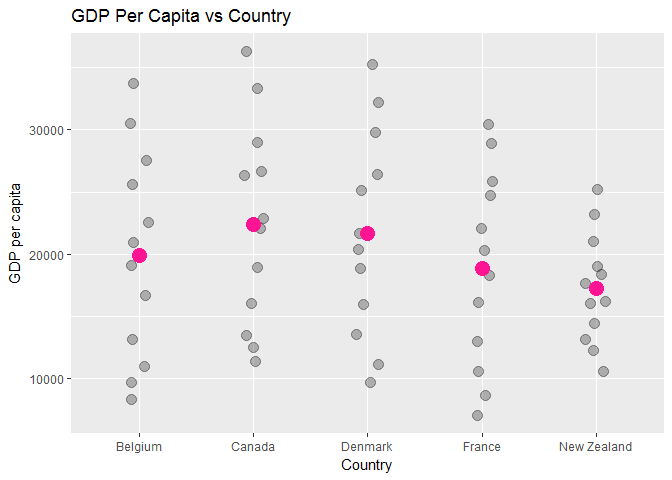 GDP Per Capita vs Country
GDP per capita
30000
20000
10000
Belgium
Canada
Denmark
France
New Zealand
Country